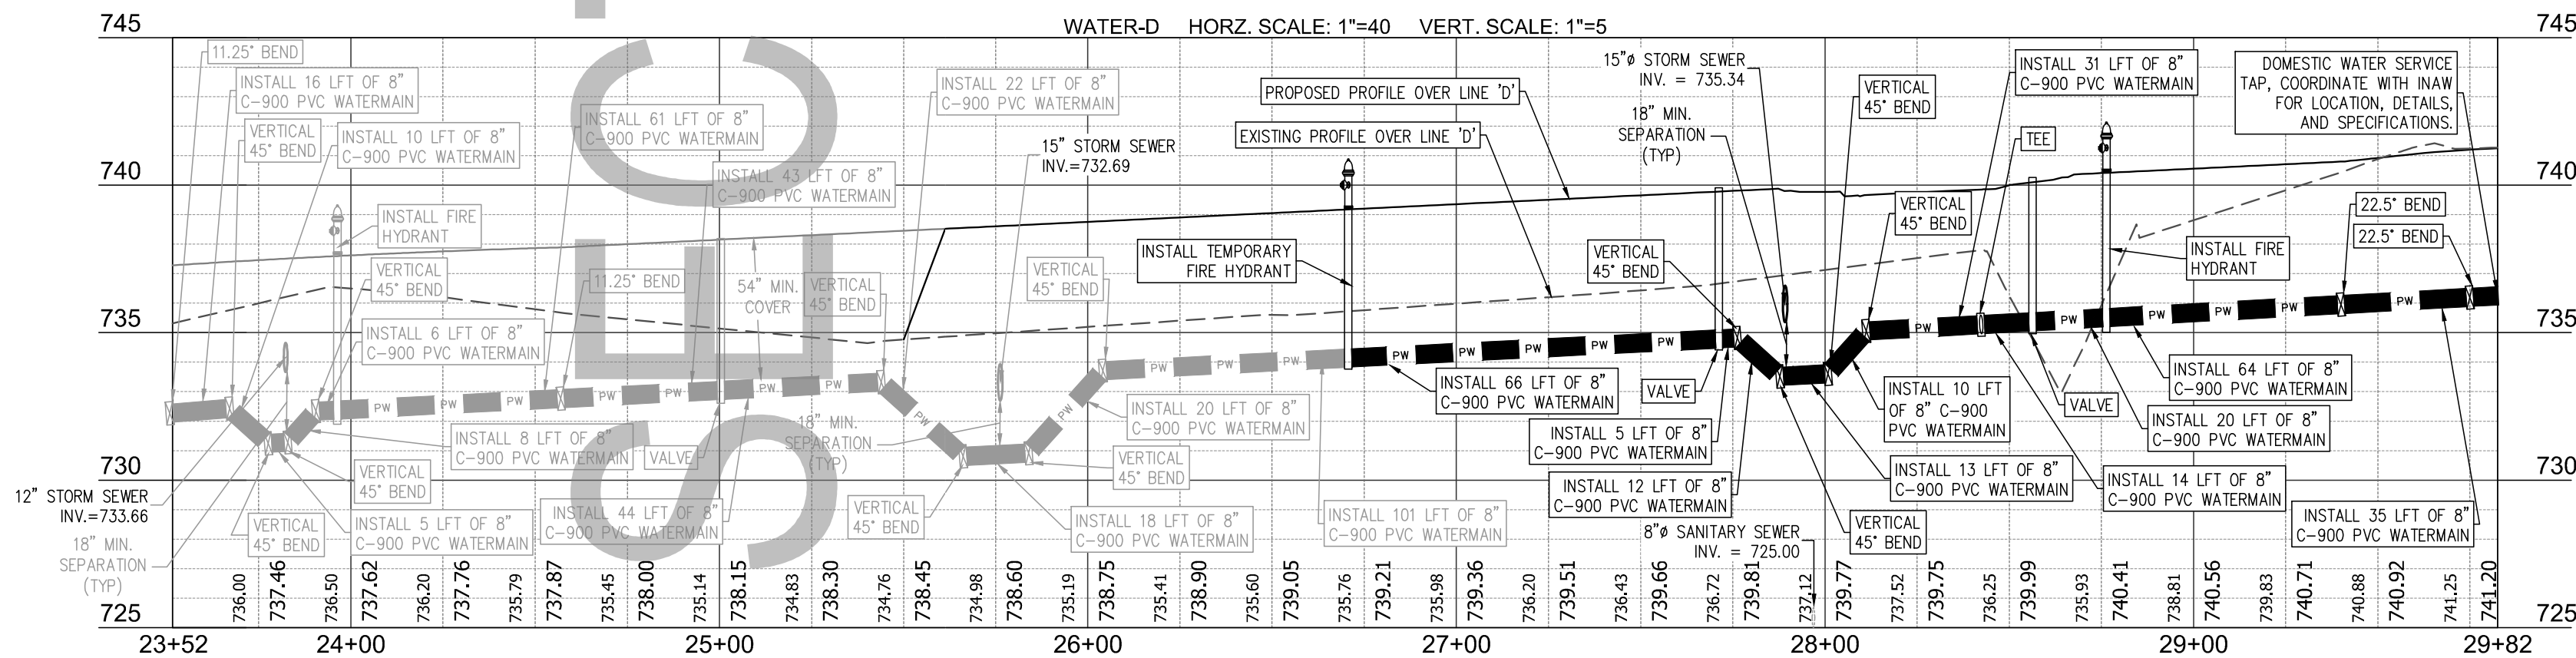 WATER-D HORZ. SCALE: 1"=40 VERT. SCALE: 1"=5
745
745
740
740
735
735
730
730
725
725
11.25° BEND
INSTALL 16 LFT OF 8"
C-900 PVC WATERMAIN
VERTICAL
45° BEND
INSTALL 10 LFT OF 8"
C-900 PVC WATERMAIN
INSTALL FIRE
HYDRANT
VERTICAL
45° BEND
INSTALL 6 LFT OF 8"
C-900 PVC WATERMAIN
INSTALL 8 LFT OF 8"
C-900 PVC WATERMAIN
VERTICAL
45° BEND
INSTALL 5 LFT OF 8"
C-900 PVC WATERMAIN
VERTICAL
45° BEND
12" STORM SEWER
INV.=733.66
18" MIN.
SEPARATION
(TYP)
INSTALL 61 LFT OF 8"
C-900 PVC WATERMAIN
11.25° BEND
INSTALL 43 LFT OF 8"
C-900 PVC WATERMAIN
54" MIN.
COVER
VALVE
INSTALL 44 LFT OF 8"
C-900 PVC WATERMAIN
VERTICAL
45° BEND
INSTALL 22 LFT OF 8"
C-900 PVC WATERMAIN
15" STORM SEWER
INV.=732.69
18" MIN.
SEPARATION
(TYP)
VERTICAL
45° BEND
VERTICAL
45° BEND
INSTALL 20 LFT OF 8"
C-900 PVC WATERMAIN
VERTICAL
45° BEND
INSTALL 18 LFT OF 8"
C-900 PVC WATERMAIN
INSTALL 101 LFT OF 8"
C-900 PVC WATERMAIN
PROPOSED PROFILE OVER LINE 'D'
EXISTING PROFILE OVER LINE 'D'
INSTALL TEMPORARY
FIRE HYDRANT
INSTALL 66 LFT OF 8"
C-900 PVC WATERMAIN
15"ø STORM SEWER
INV. = 735.34
18" MIN.
SEPARATION
(TYP)
VERTICAL
45° BEND
VALVE
INSTALL 5 LFT OF 8"
C-900 PVC WATERMAIN
INSTALL 12 LFT OF 8"
C-900 PVC WATERMAIN
8"ø SANITARY SEWER
INV. = 725.00
VERTICAL
45° BEND
VERTICAL
45° BEND
VERTICAL
45° BEND
INSTALL 10 LFT
OF 8" C-900
PVC WATERMAIN
INSTALL 13 LFT OF 8"
C-900 PVC WATERMAIN
INSTALL 31 LFT OF 8"
C-900 PVC WATERMAIN
TEE
INSTALL 14 LFT OF 8"
C-900 PVC WATERMAIN
VALVE
INSTALL 20 LFT OF 8"
C-900 PVC WATERMAIN
INSTALL FIRE
HYDRANT
INSTALL 64 LFT OF 8"
C-900 PVC WATERMAIN
DOMESTIC WATER SERVICE
TAP, COORDINATE WITH INAW
FOR LOCATION, DETAILS,
AND SPECIFICATIONS.
22.5° BEND
22.5° BEND
INSTALL 35 LFT OF 8"
C-900 PVC WATERMAIN
PW PW PW PW PW PW PW PW PW PW PW PW PW PW PW PW PW PW PW PW PW
SEC
736.00
737.46
736.50
737.62
736.20
737.76
735.79
737.87
735.45
738.00
735.14
738.15
734.83
738.30
734.76
738.45
734.98
738.60
735.19
738.75
735.41
738.90
735.60
739.05
735.76
739.21
735.98
739.36
736.20
739.51
736.43
739.66
736.72
739.81
737.12
739.77
737.52
739.75
736.25
739.99
735.93
740.41
738.81
740.56
739.83
740.71
740.88
740.92
741.25
741.20
23+52
24+00
25+00
26+00
27+00
28+00
29+00
29+82